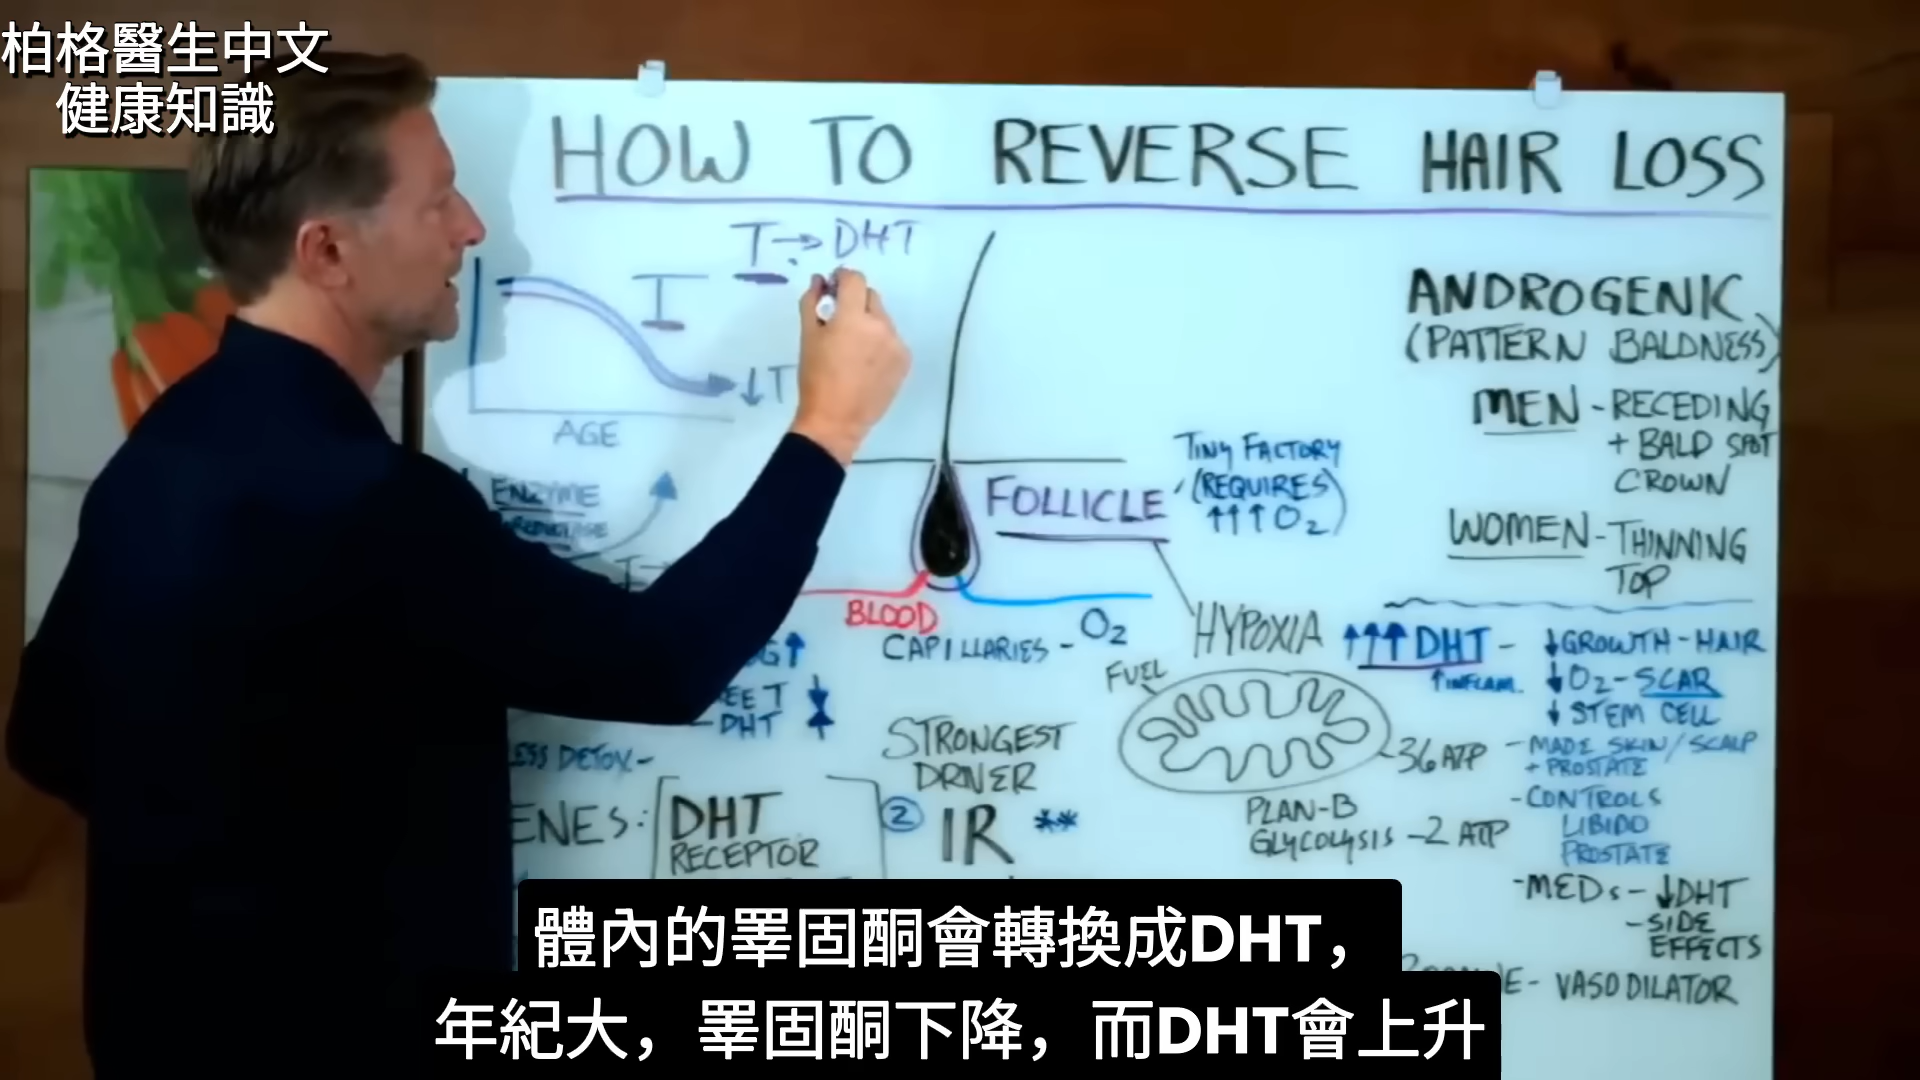 柏格醫生中文
健康知識
HOW TO REVERSE HAIR LOSS
T→DHT
T
↓T
AGE
ENZYME
BLOOD
CAPILLARIES - O₂
FOLLICLE
TINY FACTORY
(REQUIRES)
↑↑↑O₂
ANDROGENIC
(PATTERN BALDNESS)
MEN - RECEDING
+ BALD SPOT
CROWN
WOMEN - THINNING
TOP
HYPOXIA
↑↑↑DHT -
↑INFLAM.
↓GROWTH - HAIR
↓O₂ - SCAR
↓STEM CELL
- MADE SKIN/SCALP
+ PROSTATE
- CONTROLS
LIBIDO
PROSTATE
- MEDS - ↓DHT
- SIDE
EFFECTS
- VASODILATOR
FUEL
36 ATP
PLAN-B
GLYCOLYSIS - 2 ATP
G↑
EE T ↓
- DHT ↑
LESS DETOX -
ENES:
DHT
RECEPTOR
STRONGEST
DRIVER
② IR **
體內的睪固酮會轉換成DHT，
年紀大，睪固酮下降，而DHT會上升